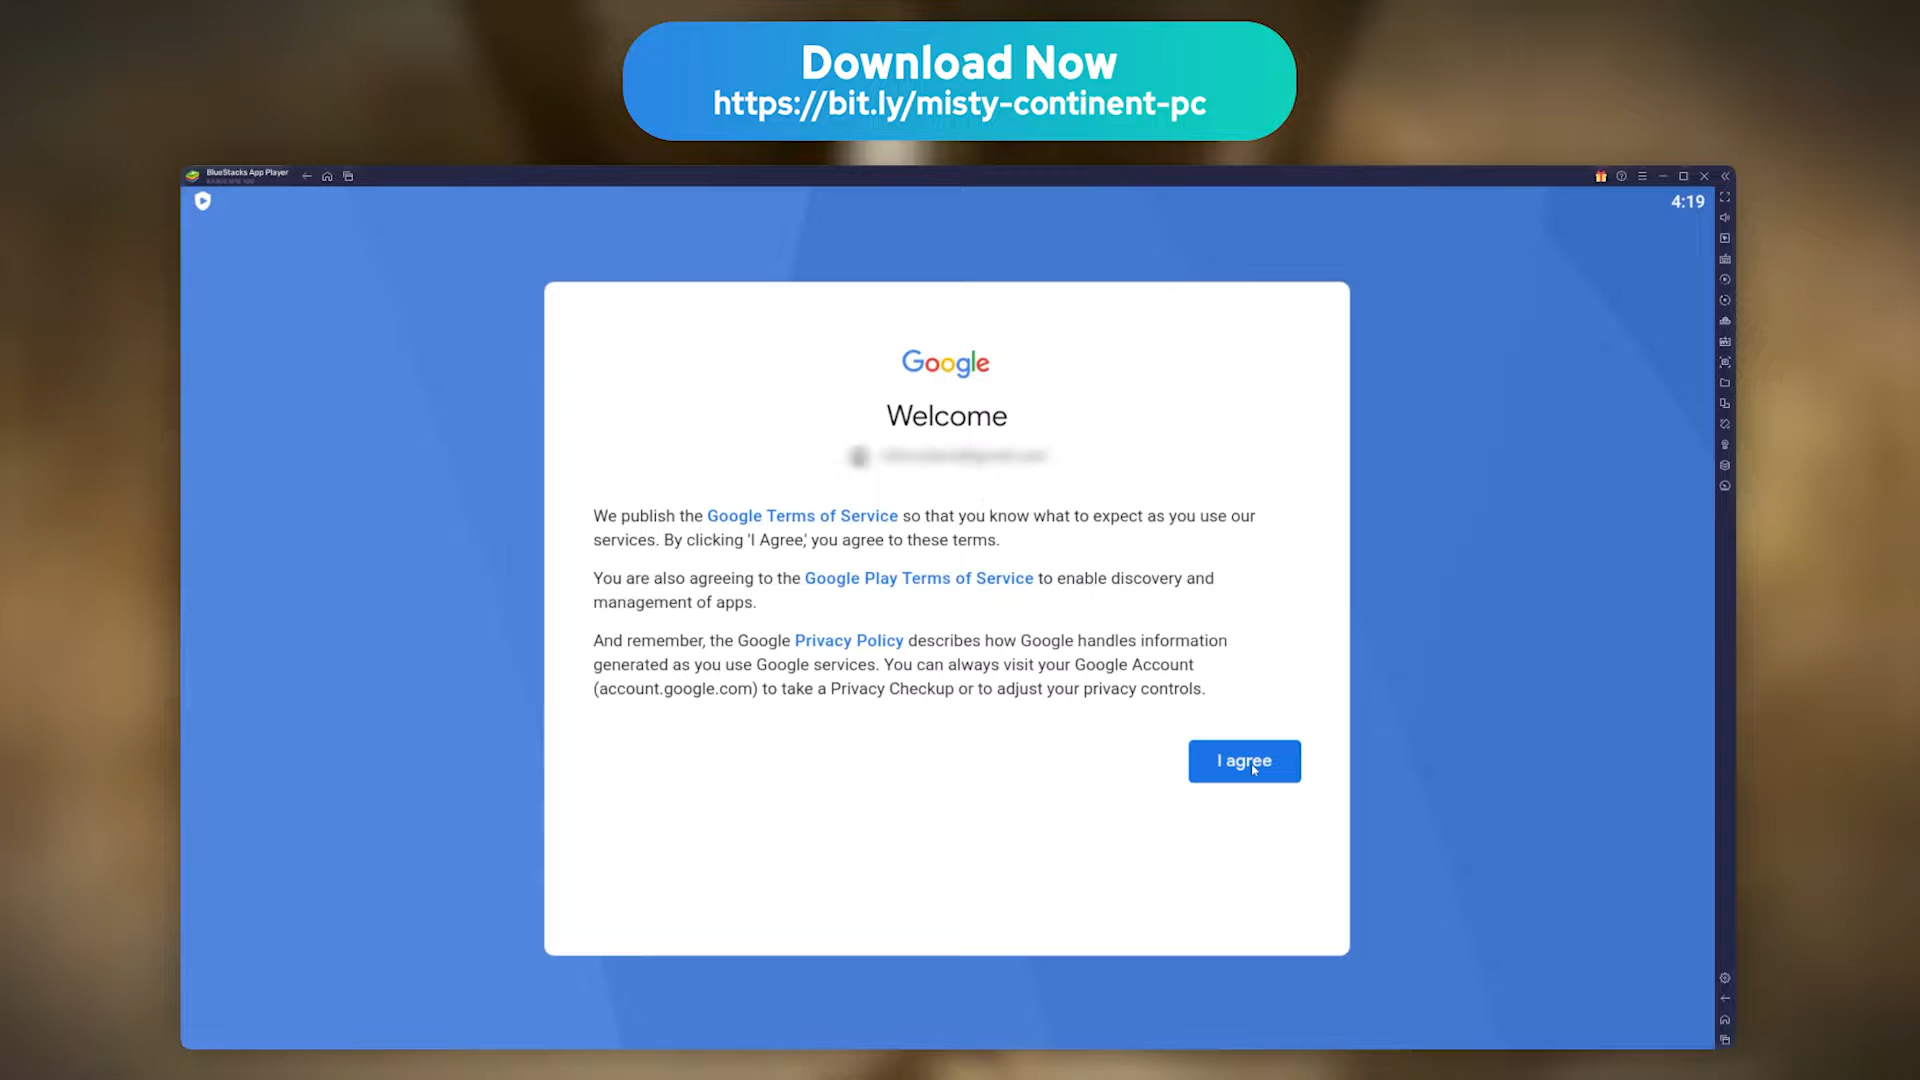 Download Now
https://bit.ly/misty-continent-pc
BlueStacks App Player
4:19
Google
Welcome
We publish the Google Terms of Service so that you know what to expect as you use our
services. By clicking 'I Agree,' you agree to these terms.
You are also agreeing to the Google Play Terms of Service to enable discovery and
management of apps.
And remember, the Google Privacy Policy describes how Google handles information
generated as you use Google services. You can always visit your Google Account
(account.google.com) to take a Privacy Checkup or to adjust your privacy controls.
I agree